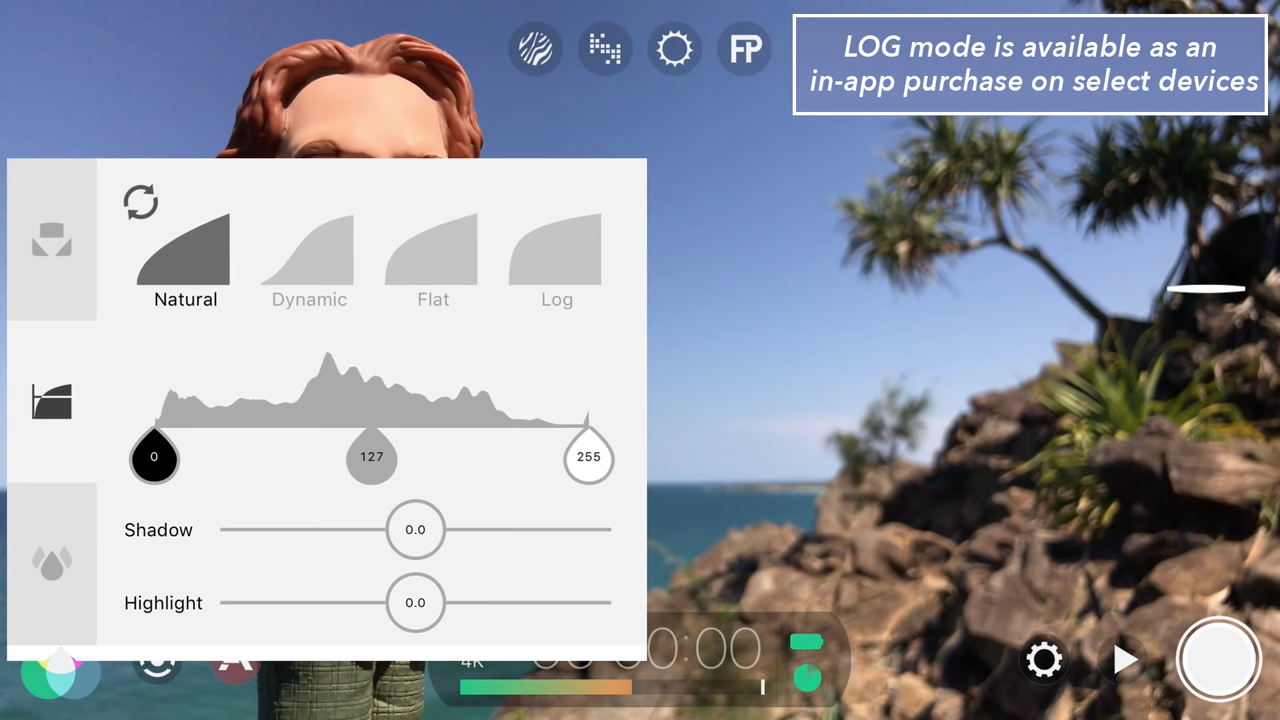 FP
LOG mode is available as an
in-app purchase on select devices
Natural
Dynamic
Flat
Log
0
127
255
Shadow
0.0
Highlight
0.0
4K